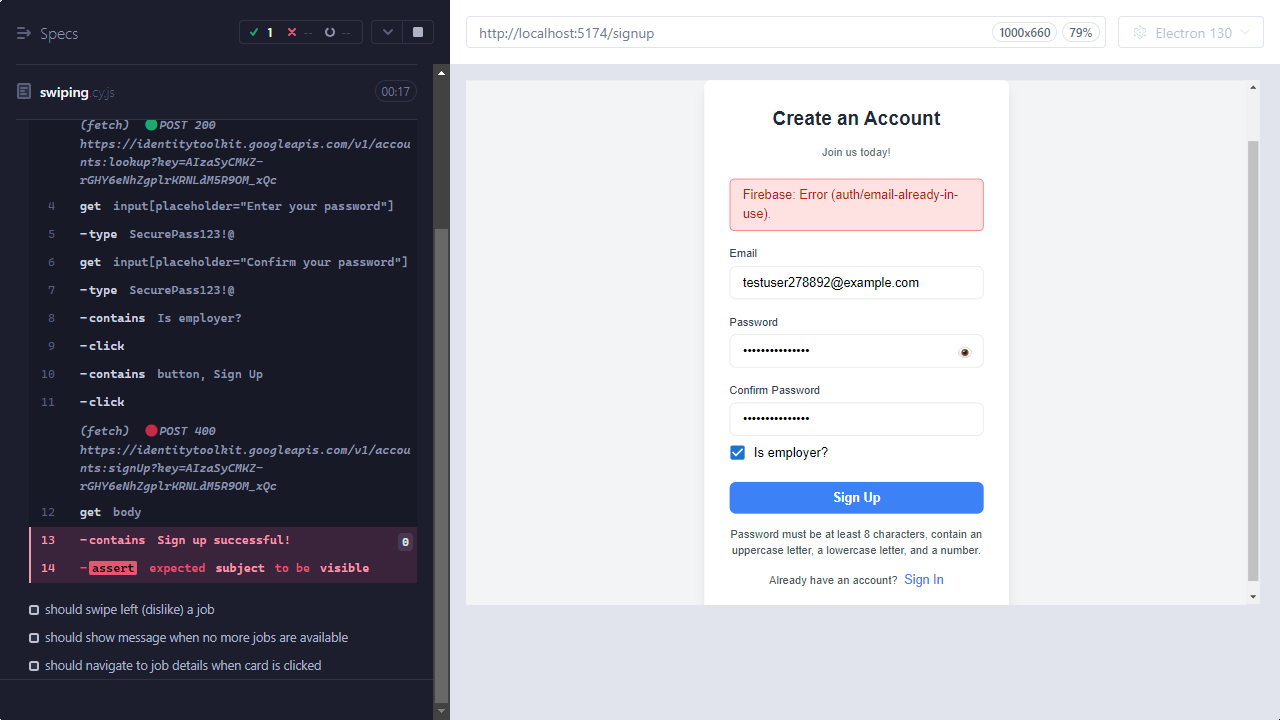 Specs
1
--
--
swiping.cy.js
00:17
(fetch) POST 200
https://identitytoolkit.googleapis.com/v1/accou
nts:lookup?key=AIzaSyCMKZ-
rGHY6eNhZgplrKRNLdM5R9OM_xQc
4 get input[placeholder="Enter your password"]
5 -type SecurePass123!@
6 get input[placeholder="Confirm your password"]
7 -type SecurePass123!@
8 -contains Is employer?
9 -click
10 -contains button, Sign Up
11 -click
(fetch) POST 400
https://identitytoolkit.googleapis.com/v1/accou
nts:signUp?key=AIzaSyCMKZ-
rGHY6eNhZgplrKRNLdM5R9OM_xQc
12 get body
13 -contains Sign up successful! 0
14 -assert expected subject to be visible
should swipe left (dislike) a job
should show message when no more jobs are available
should navigate to job details when card is clicked
http://localhost:5174/signup
1000x660
79%
Electron 130
Create an Account
Join us today!
Firebase: Error (auth/email-already-in-
use).
Email
testuser278892@example.com
Password
Confirm Password
Is employer?
Sign Up
Password must be at least 8 characters, contain an
uppercase letter, a lowercase letter, and a number.
Already have an account? Sign In